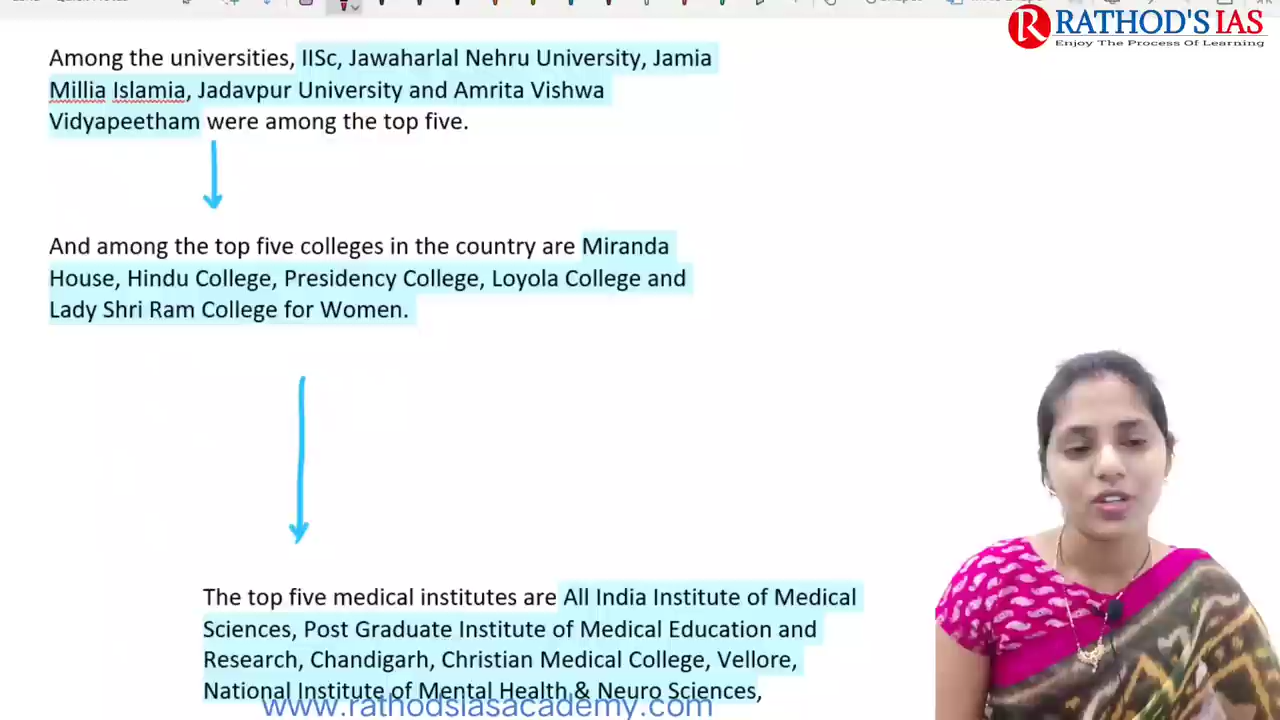 RATHOD'S IAS
Enjoy The Process Of Learning
Among the universities, IISc, Jawaharlal Nehru University, Jamia
Millia Islamia, Jadavpur University and Amrita Vishwa
Vidyapeetham were among the top five.
And among the top five colleges in the country are Miranda
House, Hindu College, Presidency College, Loyola College and
Lady Shri Ram College for Women.
The top five medical institutes are All India Institute of Medical
Sciences, Post Graduate Institute of Medical Education and
Research, Chandigarh, Christian Medical College, Vellore,
National Institute of Mental Health & Neuro Sciences,
www.rathodsiasacademy.com